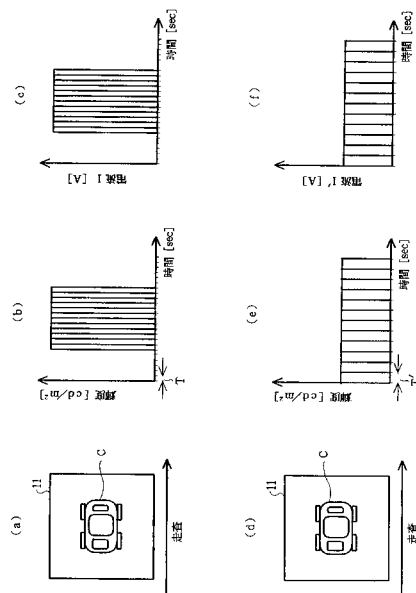 (a)
11
C
走査
(b)
輝度 [cd/m²]
T
時間 [sec]
(c)
電流 I [A]
時間 [sec]
(d)
11
C
走査
(e)
輝度 [cd/m²]
T'
時間 [sec]
(f)
電流 I' [A]
時間 [sec]